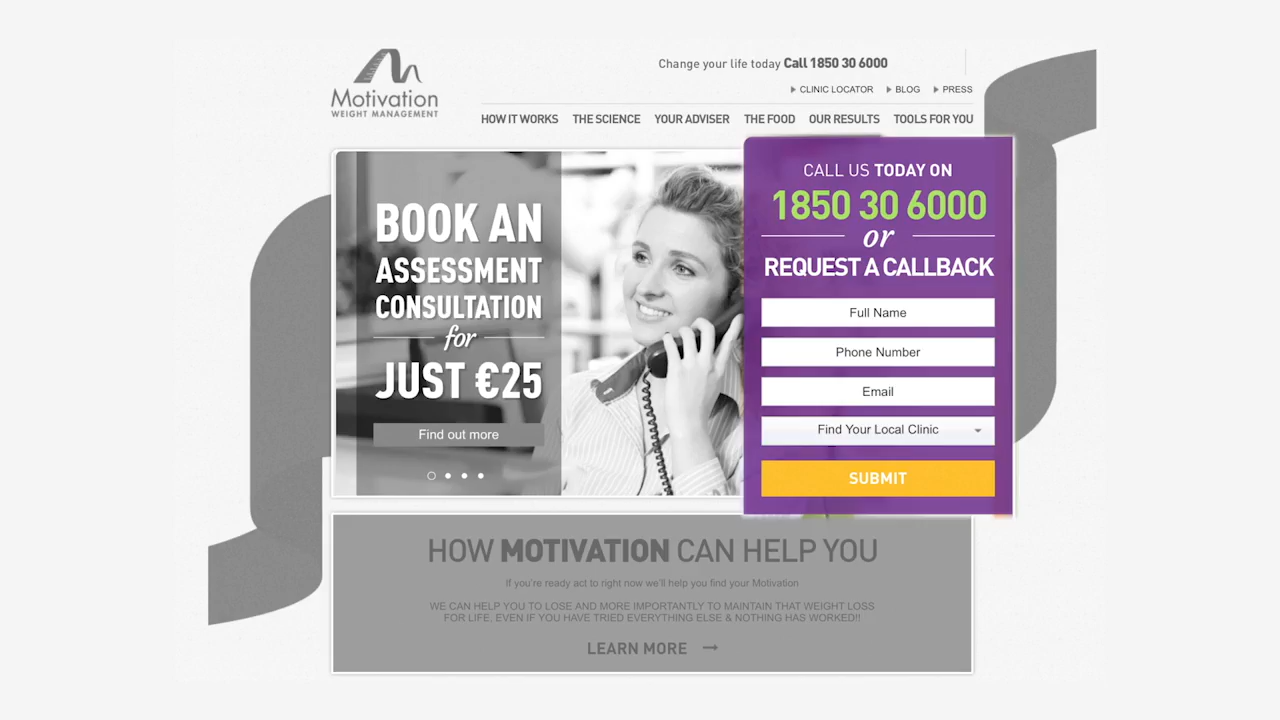 Motivation
WEIGHT MANAGEMENT
Change your life today Call 1850 30 6000
CLINIC LOCATOR BLOG PRESS
HOW IT WORKS THE SCIENCE YOUR ADVISER THE FOOD OUR RESULTS TOOLS FOR YOU
BOOK AN
ASSESSMENT
CONSULTATION
for
JUST €25
Find out more
CALL US TODAY ON
1850 30 6000
or
REQUEST A CALLBACK
Full Name
Phone Number
Email
Find Your Local Clinic
SUBMIT
HOW MOTIVATION CAN HELP YOU
If you're ready act to right now we'll help you find your Motivation
WE CAN HELP YOU TO LOSE AND MORE IMPORTANTLY TO MAINTAIN THAT WEIGHT LOSS
FOR LIFE, EVEN IF YOU HAVE TRIED EVERYTHING ELSE & NOTHING HAS WORKED!!
LEARN MORE